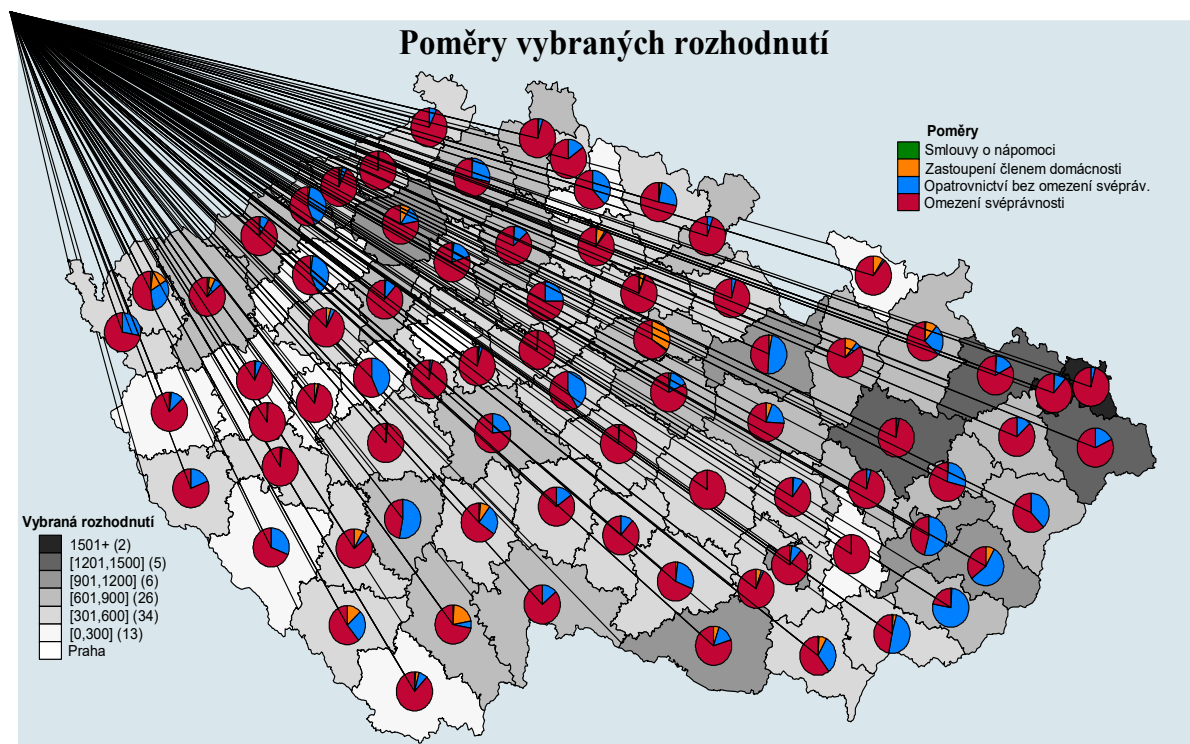 Poměry vybraných rozhodnutí
Poměry
Smlouvy o nápomoci
Zastoupení členem domácnosti
Opatrovnictví bez omezení svépráv.
Omezení svéprávnosti
Vybraná rozhodnutí
1501+ (2)
[1201,1500] (5)
[901,1200] (6)
[601,900] (26)
[301,600] (34)
[0,300] (13)
Praha